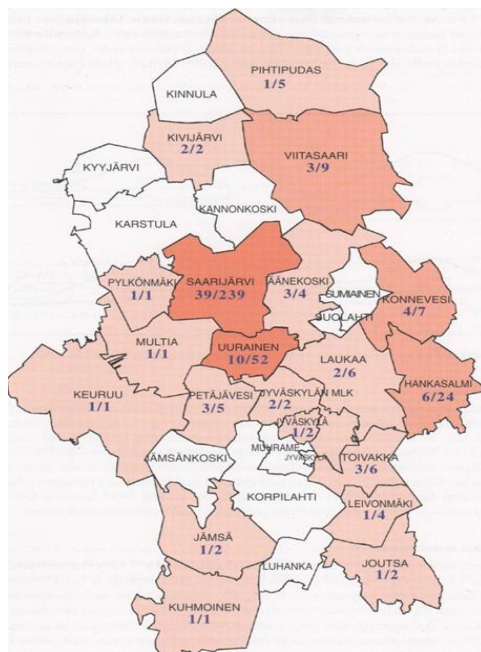 PIHTIPUDAS
1/5
KINNULA
KIVIJÄRVI
2/2
VIITASAARI
3/9
KYYJÄRVI
KANNONKOSKI
KARSTULA
PYLKÖNMÄKI
1/1
SAARIJÄRVI
39/239
ÄÄNEKOSKI
3/4
SUMIAINEN
KONNEVESI
4/7
SUOLAHTI
MULTIA
1/1
UURAINEN
10/52
LAUKAA
2/6
HANKASALMI
6/24
KEURUU
1/1
PETÄJÄVESI
3/5
JYVÄSKYLÄN MLK
2/2
JYVÄSKYLÄ
1/2
MUURAME
JYVÄSKYLÄ
TOIVAKKA
3/6
JÄMSÄNKOSKI
KORPILAHTI
LEIVONMÄKI
1/4
JÄMSÄ
1/2
LUHANKA
JOUTSA
1/2
KUHMOINEN
1/1